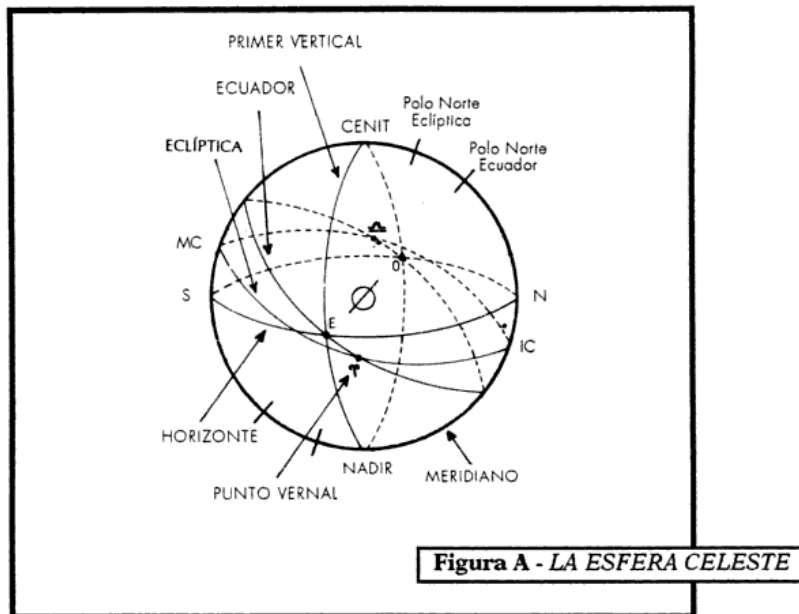 PRIMER VERTICAL
ECUADOR
ECLÍPTICA
CENIT
Polo Norte
Eclíptica
Polo Norte
Ecuador
MC
♎
O
S
N
E
IC
♈
HORIZONTE
NADIR
MERIDIANO
PUNTO VERNAL
Figura A - LA ESFERA CELESTE